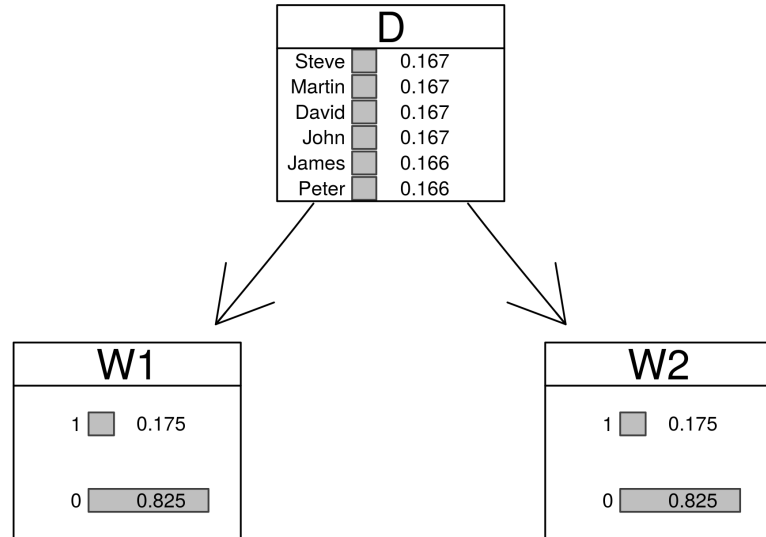 D
Steve 0.167
Martin 0.167
David 0.167
John 0.167
James 0.166
Peter 0.166
W1
1 0.175
0 0.825
W2
1 0.175
0 0.825